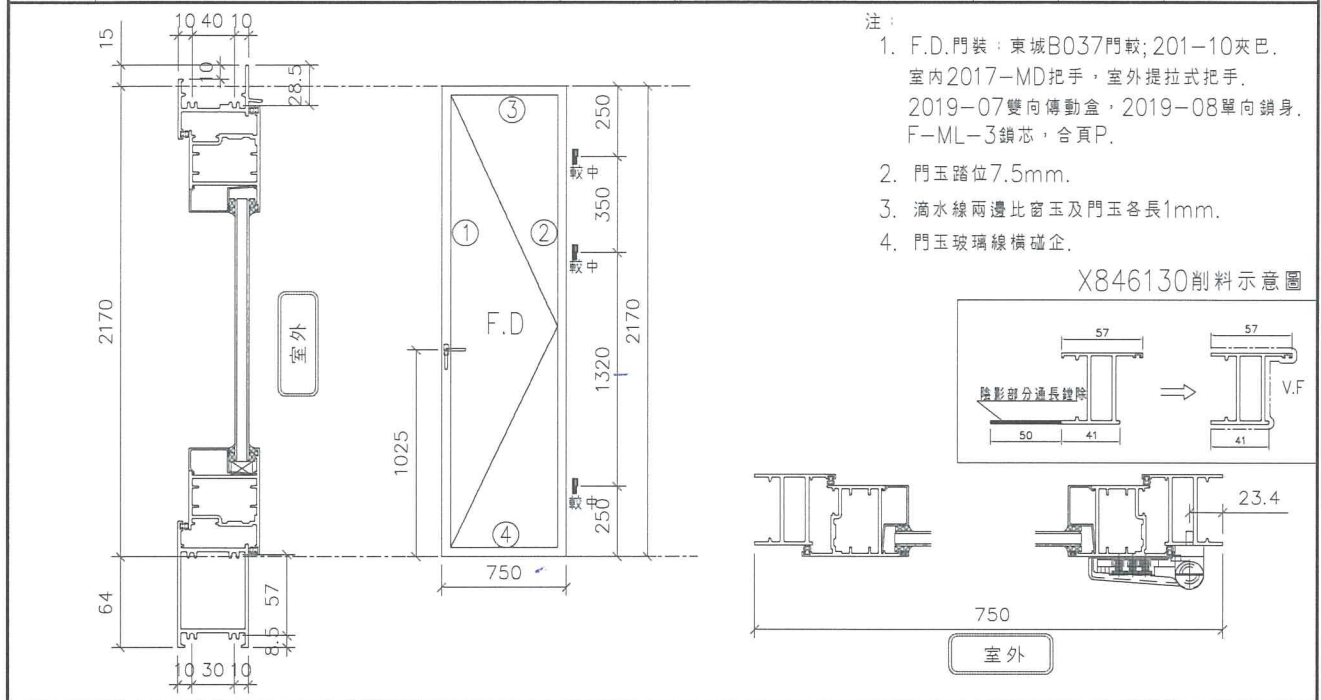 注：
1. F.D.門裝：東城B037門較;201-10夾巴.
室內2017-MD把手，室外提拉式把手.
2019-07雙向傳動盒，2019-08單向鎖身.
F-ML-3鎖芯，合頁P.
2. 門玉踏位7.5mm.
3. 滴水線兩邊比窗玉及門玉各長1mm.
4. 門玉玻璃線橫碰企.
X846130削料示意圖
57
陰影部分通長鏜除
50
41
57
V.F
41
10 40 10
15
10
28.5
2170
室外
64
57
8.5
10 30 10
③
①
②
F.D
④
1025
750
較中
較中
較中
250
350
1320
250
2170
23.4
750
室外